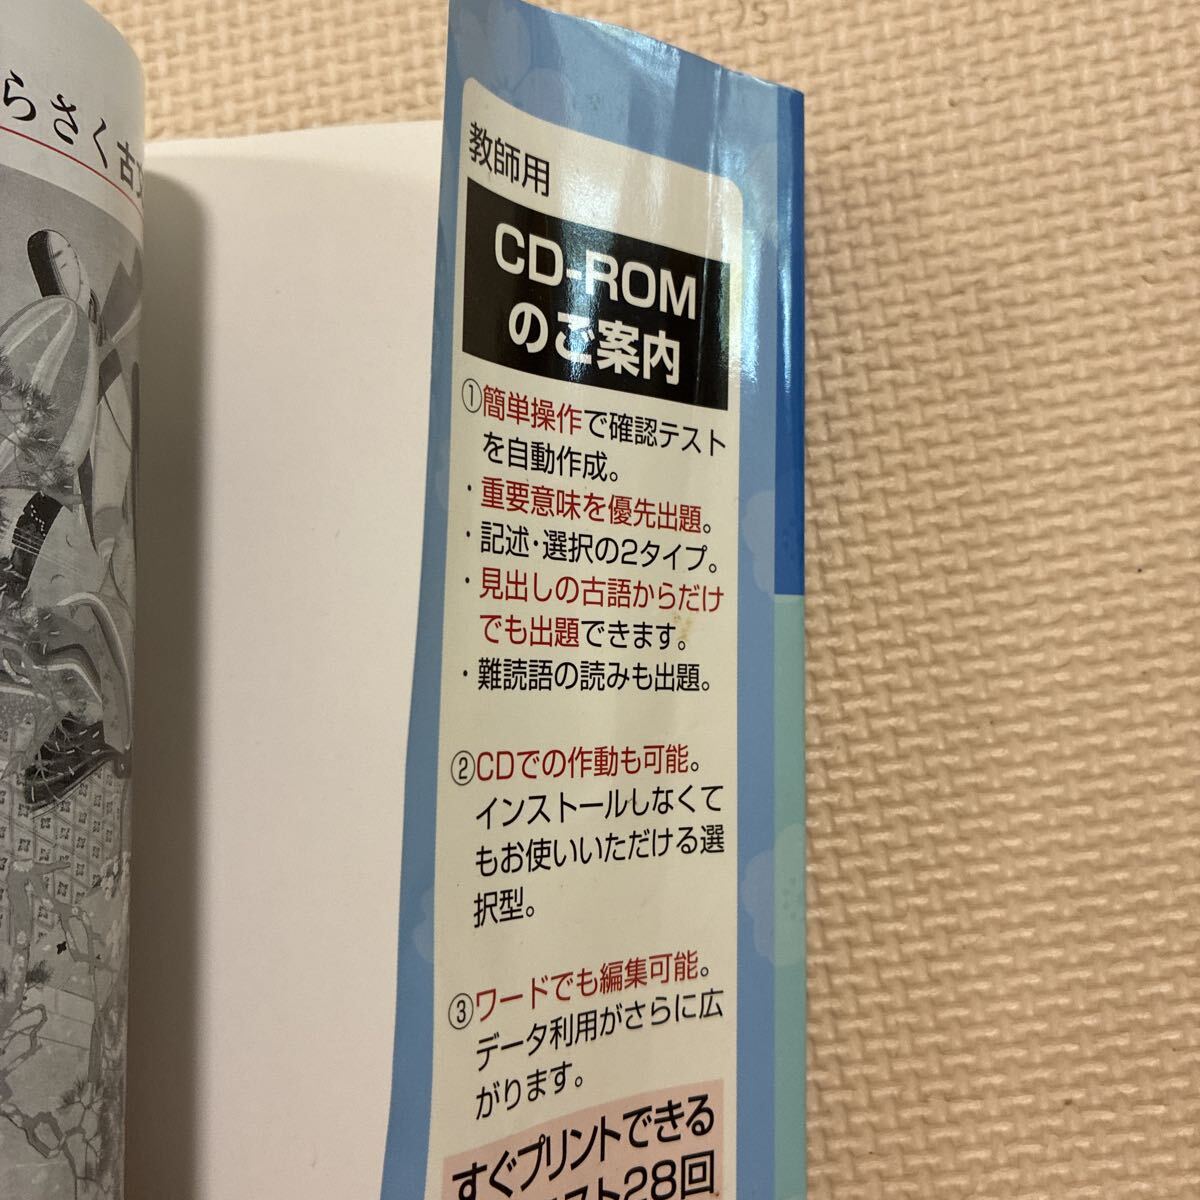 らさく古文
教師用
CD-ROM
のご案内
①簡単操作で確認テスト
を自動作成。
・重要意味を優先出題。
・記述・選択の2タイプ。
・見出しの古語からだけ
でも出題できます。
・難読語の読みも出題。
②CDでの作動も可能。
インストールしなくて
もお使いいただける選
択型。
③ワードでも編集可能。
データ利用がさらに広
がります。
すぐプリントできる
スト28回